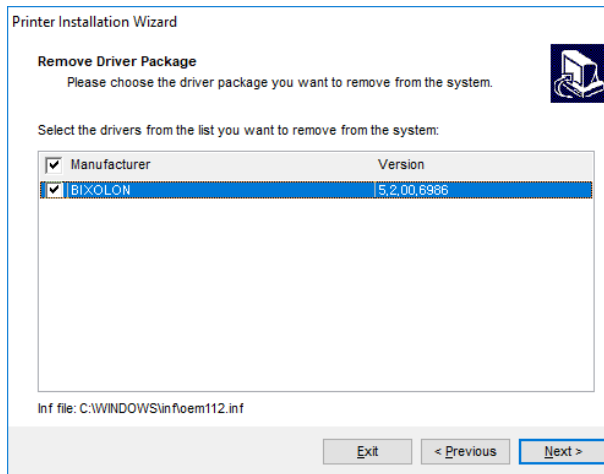 Printer Installation Wizard
Remove Driver Package
Please choose the driver package you want to remove from the system.
Select the drivers from the list you want to remove from the system:
Manufacturer Version
BIXOLON 5,2,00,6986
Inf file: C:\WINDOWS\inf\oem112.inf
Exit < Previous Next >